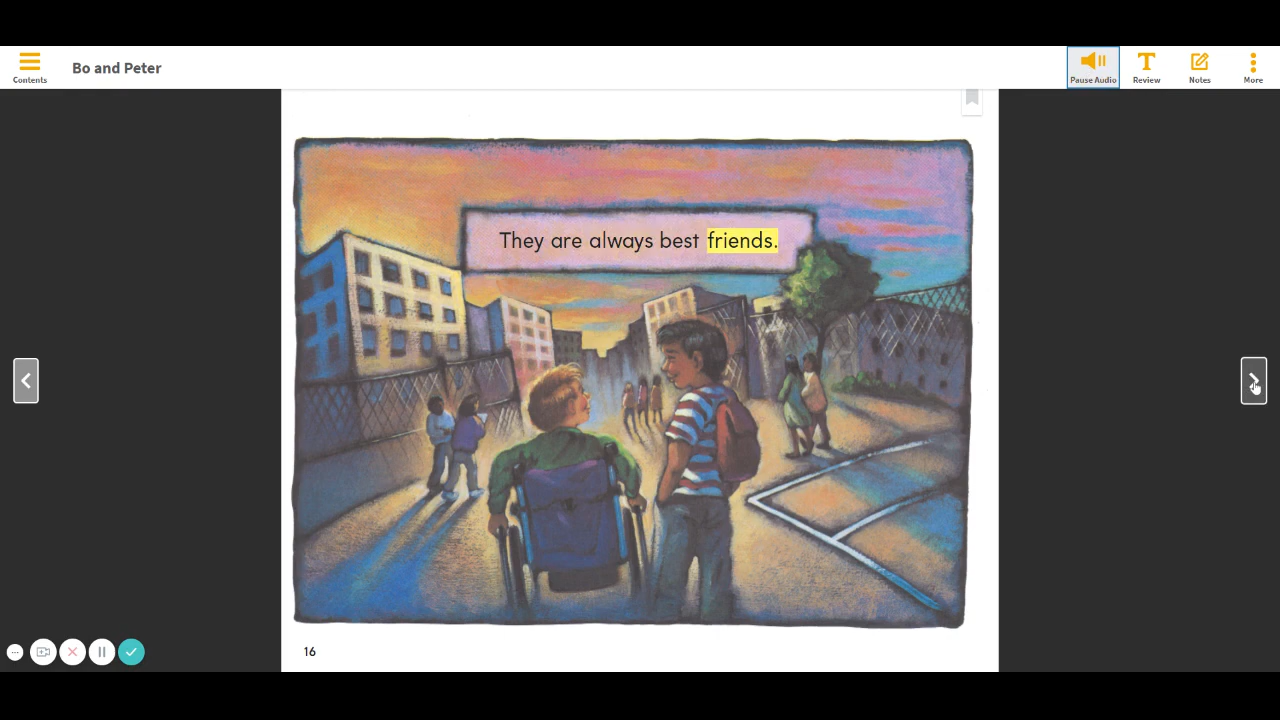 Contents
Bo and Peter
Pause Audio
Review
Notes
More
They are always best friends.
16